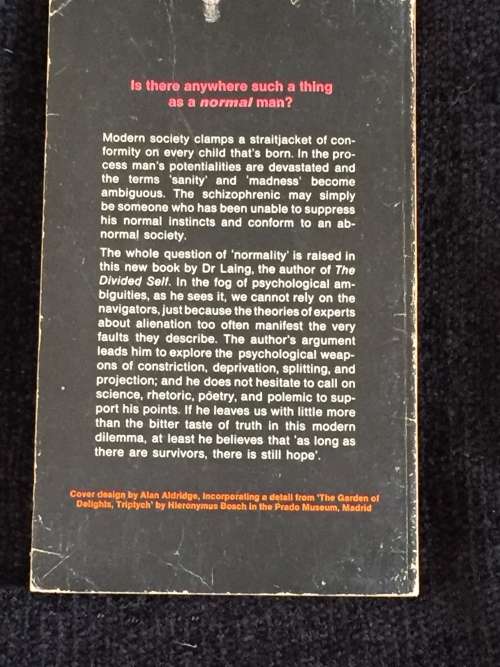 Is there anywhere such a thing
as a normal man?
Modern society clamps a straitjacket of con-
formity on every child that's born. In the pro-
cess man's potentialities are devastated and
the terms 'sanity' and 'madness' become
ambiguous. The schizophrenic may simply
be someone who has been unable to suppress
his normal instincts and conform to an ab-
normal society.
The whole question of 'normality' is raised in
this new book by Dr Laing, the author of The
Divided Self. In the fog of psychological am-
biguities, as he sees it, we cannot rely on the
navigators, just because the theories of experts
about alienation too often manifest the very
faults they describe. The author's argument
leads him to explore the psychological weap-
ons of constriction, deprivation, splitting, and
projection; and he does not hesitate to call on
science, rhetoric, poetry, and polemic to sup-
port his points. If he leaves us with little more
than the bitter taste of truth in this modern
dilemma, at least he believes that 'as long as
there are survivors, there is still hope'.
Cover design by Alan Aldridge, incorporating a detail from 'The Garden of
Delights, Triptych' by Hieronymus Bosch in the Prado Museum, Madrid